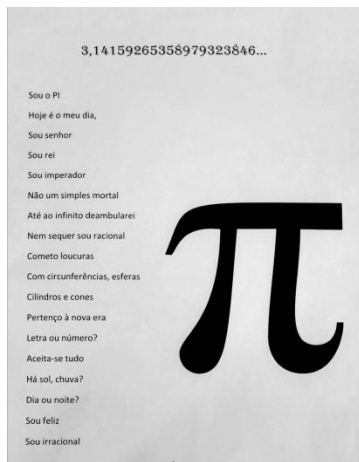 3,14159265358979323846...
Sou o PI
Hoje é o meu dia,
Sou senhor
Sou rei
Sou imperador
Não um simples mortal
Até ao infinito deambularei
Nem sequer sou racional
Cometo loucuras
Com circunferências, esferas
Cilindros e cones
Pertenço à nova era
Letra ou número?
Aceita-se tudo
Há sol, chuva?
Dia ou noite?
Sou feliz
Sou irracional
π